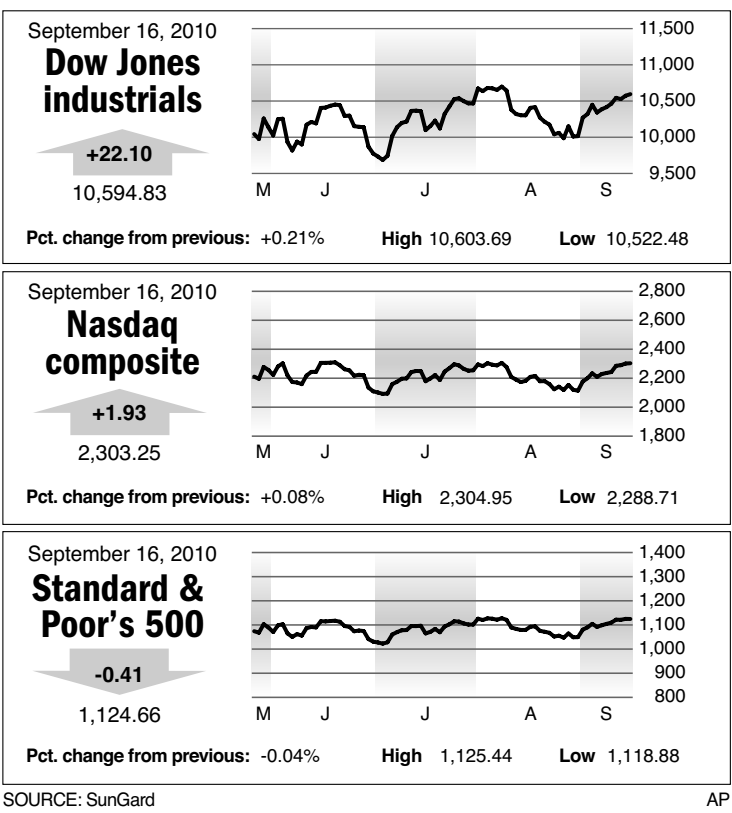 September 16, 2010
Dow Jones
industrials
+22.10
10,594.83
11,500
11,000
10,500
10,000
9,500
M J J A S
Pct. change from previous: +0.21% High 10,603.69 Low 10,522.48
September 16, 2010
Nasdaq
composite
+1.93
2,303.25
2,800
2,600
2,400
2,200
2,000
1,800
M J J A S
Pct. change from previous: +0.08% High 2,304.95 Low 2,288.71
September 16, 2010
Standard &
Poor's 500
-0.41
1,124.66
1,400
1,300
1,200
1,100
1,000
900
800
M J J A S
Pct. change from previous: -0.04% High 1,125.44 Low 1,118.88
SOURCE: SunGard AP